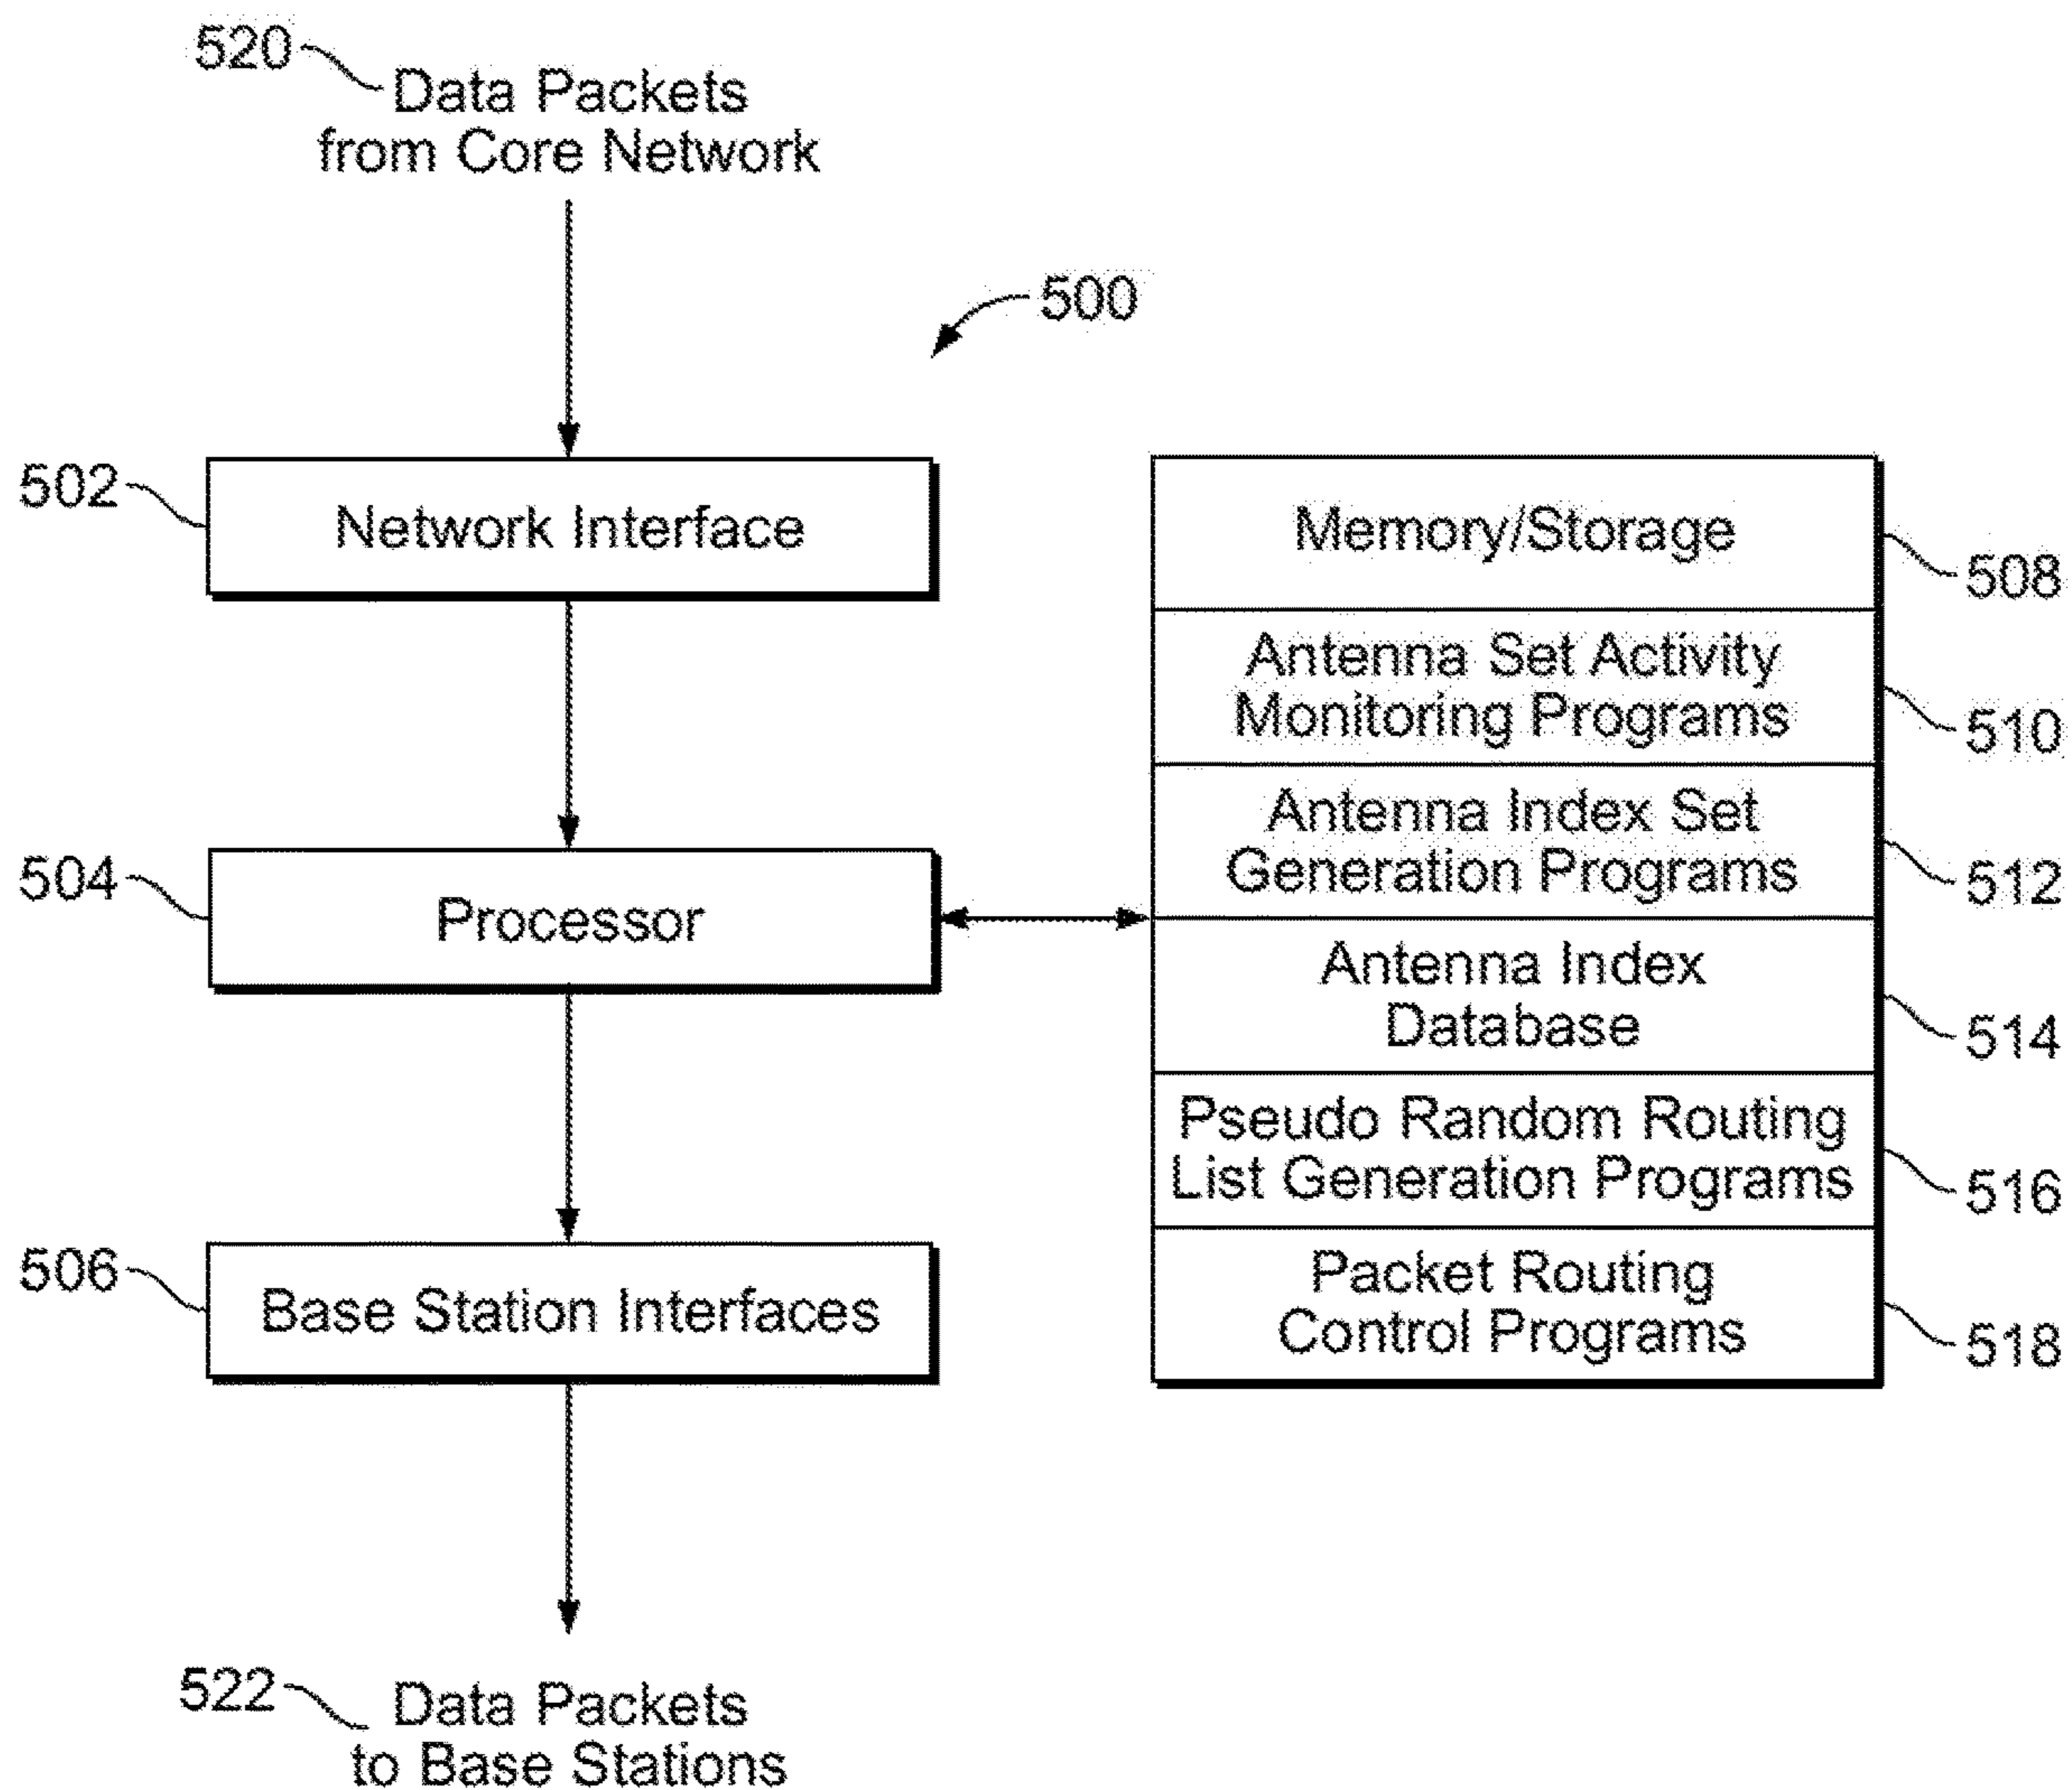 520
Data Packets
from Core Network
500
502
Network Interface
504
Processor
506
Base Station Interfaces
522
Data Packets
to Base Stations
Memory/Storage
508
Antenna Set Activity
Monitoring Programs
510
Antenna Index Set
Generation Programs
512
Antenna Index
Database
514
Pseudo Random Routing
List Generation Programs
516
Packet Routing
Control Programs
518